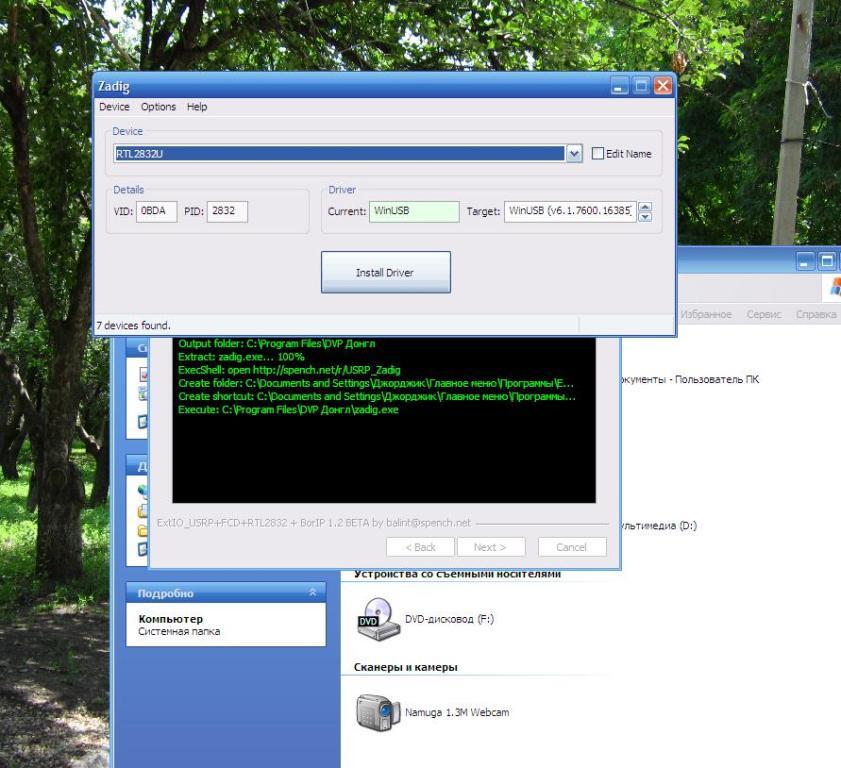 Zadig
Device Options Help
Device
RTL2832U
Edit Name
Details
VID: 0BDA PID: 2832
Driver
Current: WinUSB Target: WinUSB (v6.1.7600.16385
Install Driver
7 devices found.
Избранное Сервис Справка
Output folder: C:\Program Files\DVP Донгл
Extract: zadig.exe... 100%
ExecShell: open http://spench.net/r/USRP_Zadig
Create folder: C:\Documents and Settings\Джорджик\Главное меню\Программы\E...
Create shortcut: C:\Documents and Settings\Джорджик\Главное меню\Программы...
Execute: C:\Program Files\DVP Донгл\zadig.exe
ExtIO_USRP+FCD+RTL2832 + BorIP 1.2 BETA by balint@spench.net
< Back Next > Cancel
окументы - Пользователь ПК
ультимедиа (D:)
Устройства со съемными носителями
DVD-дисковод (F:)
DVD
Сканеры и камеры
Namuga 1.3M Webcam
Подробно
Компьютер
Системная папка